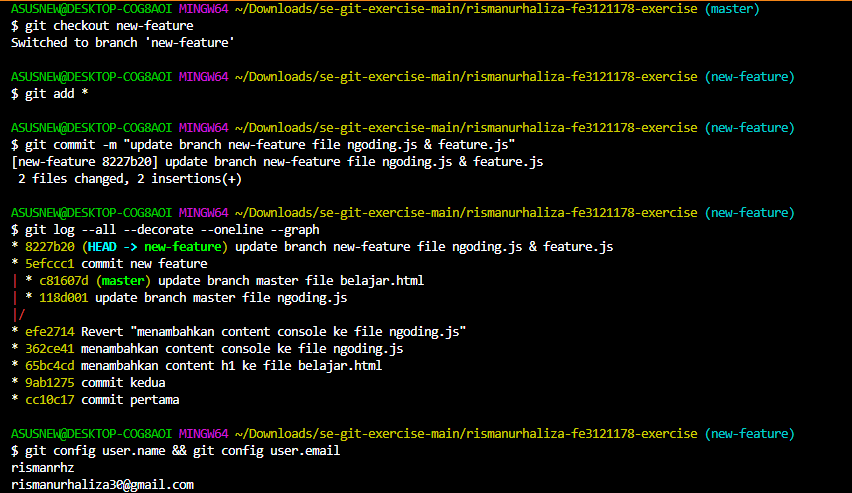 ASUSNEW@DESKTOP-COG8AOI MINGW64 ~/Downloads/se-git-exercise-main/rismanurhaliza-fe3121178-exercise (master)
$ git checkout new-feature
Switched to branch 'new-feature'

ASUSNEW@DESKTOP-COG8AOI MINGW64 ~/Downloads/se-git-exercise-main/rismanurhaliza-fe3121178-exercise (new-feature)
$ git add *

ASUSNEW@DESKTOP-COG8AOI MINGW64 ~/Downloads/se-git-exercise-main/rismanurhaliza-fe3121178-exercise (new-feature)
$ git commit -m "update branch new-feature file ngoding.js & feature.js"
[new-feature 8227b20] update branch new-feature file ngoding.js & feature.js
 2 files changed, 2 insertions(+)

ASUSNEW@DESKTOP-COG8AOI MINGW64 ~/Downloads/se-git-exercise-main/rismanurhaliza-fe3121178-exercise (new-feature)
$ git log --all --decorate --oneline --graph
* 8227b20 (HEAD -> new-feature) update branch new-feature file ngoding.js & feature.js
* 5efccc1 commit new feature
| * c81607d (master) update branch master file belajar.html
| * 118d001 update branch master file ngoding.js
|/
* efe2714 Revert "menambahkan content console ke file ngoding.js"
* 362ce41 menambahkan content console ke file ngoding.js
* 65bc4cd menambahkan content h1 ke file belajar.html
* 9ab1275 commit kedua
* cc10c17 commit pertama

ASUSNEW@DESKTOP-COG8AOI MINGW64 ~/Downloads/se-git-exercise-main/rismanurhaliza-fe3121178-exercise (new-feature)
$ git config user.name && git config user.email
rismanrhz
rismanurhaliza30@gmail.com